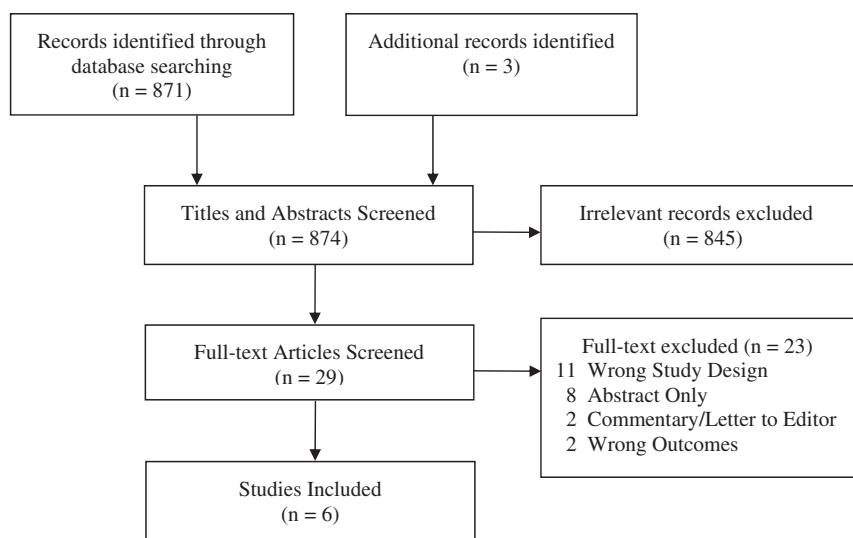 Records identified through
database searching
(n = 871)
Additional records identified
(n = 3)
Titles and Abstracts Screened
(n = 874)
Irrelevant records excluded
(n = 845)
Full-text Articles Screened
(n = 29)
Full-text excluded (n = 23)
11 Wrong Study Design
8 Abstract Only
2 Commentary/Letter to Editor
2 Wrong Outcomes
Studies Included
(n = 6)